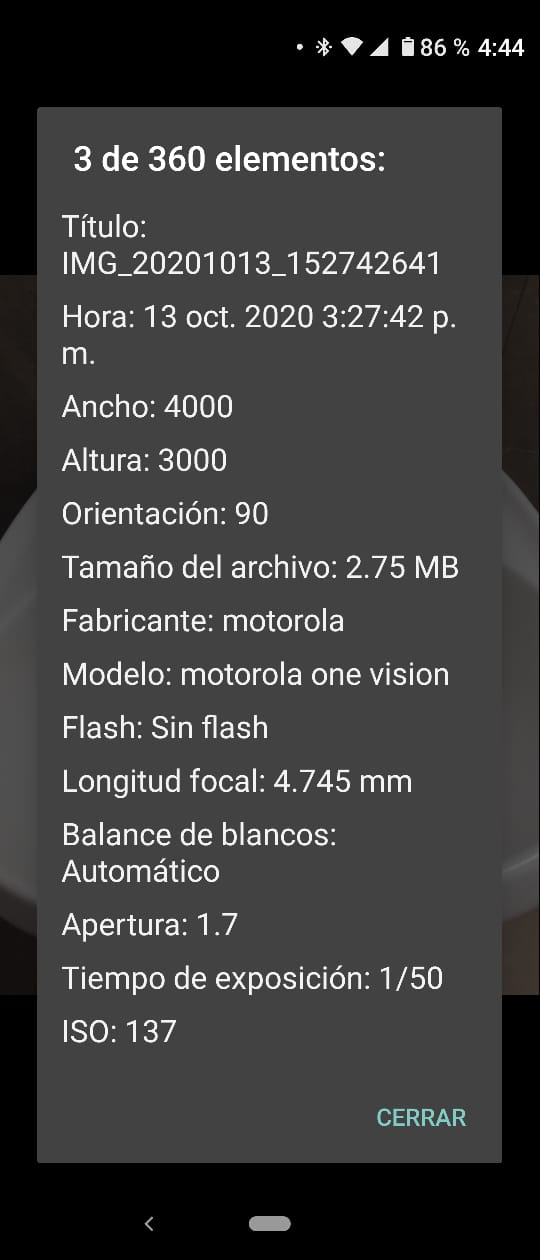 86 % 4:44
3 de 360 elementos:
Título:
IMG_20201013_152742641
Hora: 13 oct. 2020 3:27:42 p.
m.
Ancho: 4000
Altura: 3000
Orientación: 90
Tamaño del archivo: 2.75 MB
Fabricante: motorola
Modelo: motorola one vision
Flash: Sin flash
Longitud focal: 4.745 mm
Balance de blancos:
Automático
Apertura: 1.7
Tiempo de exposición: 1/50
ISO: 137
CERRAR